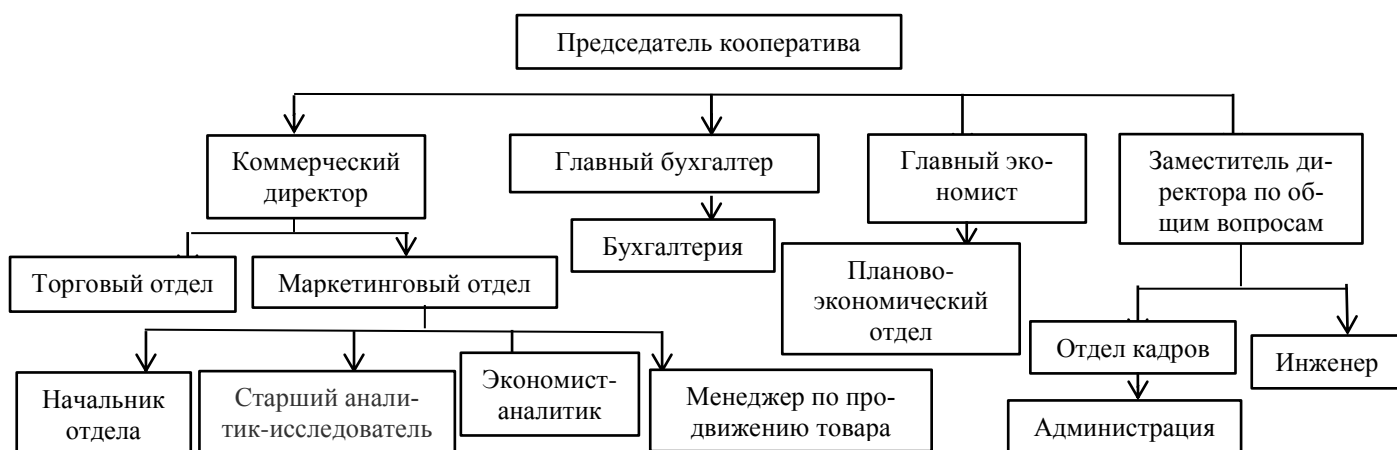 Председатель кооператива
Коммерческий
директор
Главный бухгалтер
Главный эко-
номист
Заместитель ди-
ректора по об-
щим вопросам
Торговый отдел
Маркетинговый отдел
Бухгалтерия
Планово-
экономический
отдел
Отдел кадров
Инженер
Начальник
отдела
Старший анали-
тик-исследователь
Экономист-
аналитик
Менеджер по про-
движению товара
Администрация